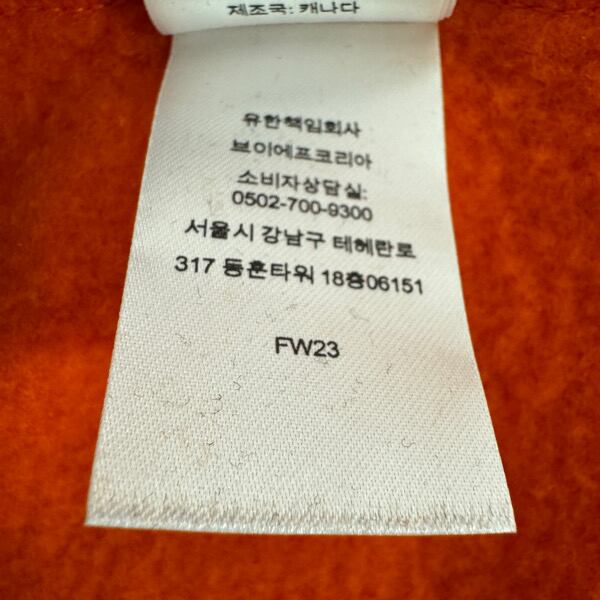 제조국: 캐나다
유한책임회사
브이에프코리아
소비자상담실:
0502-700-9300
서울시 강남구 테헤란로
317 동훈타워 18층06151
FW23